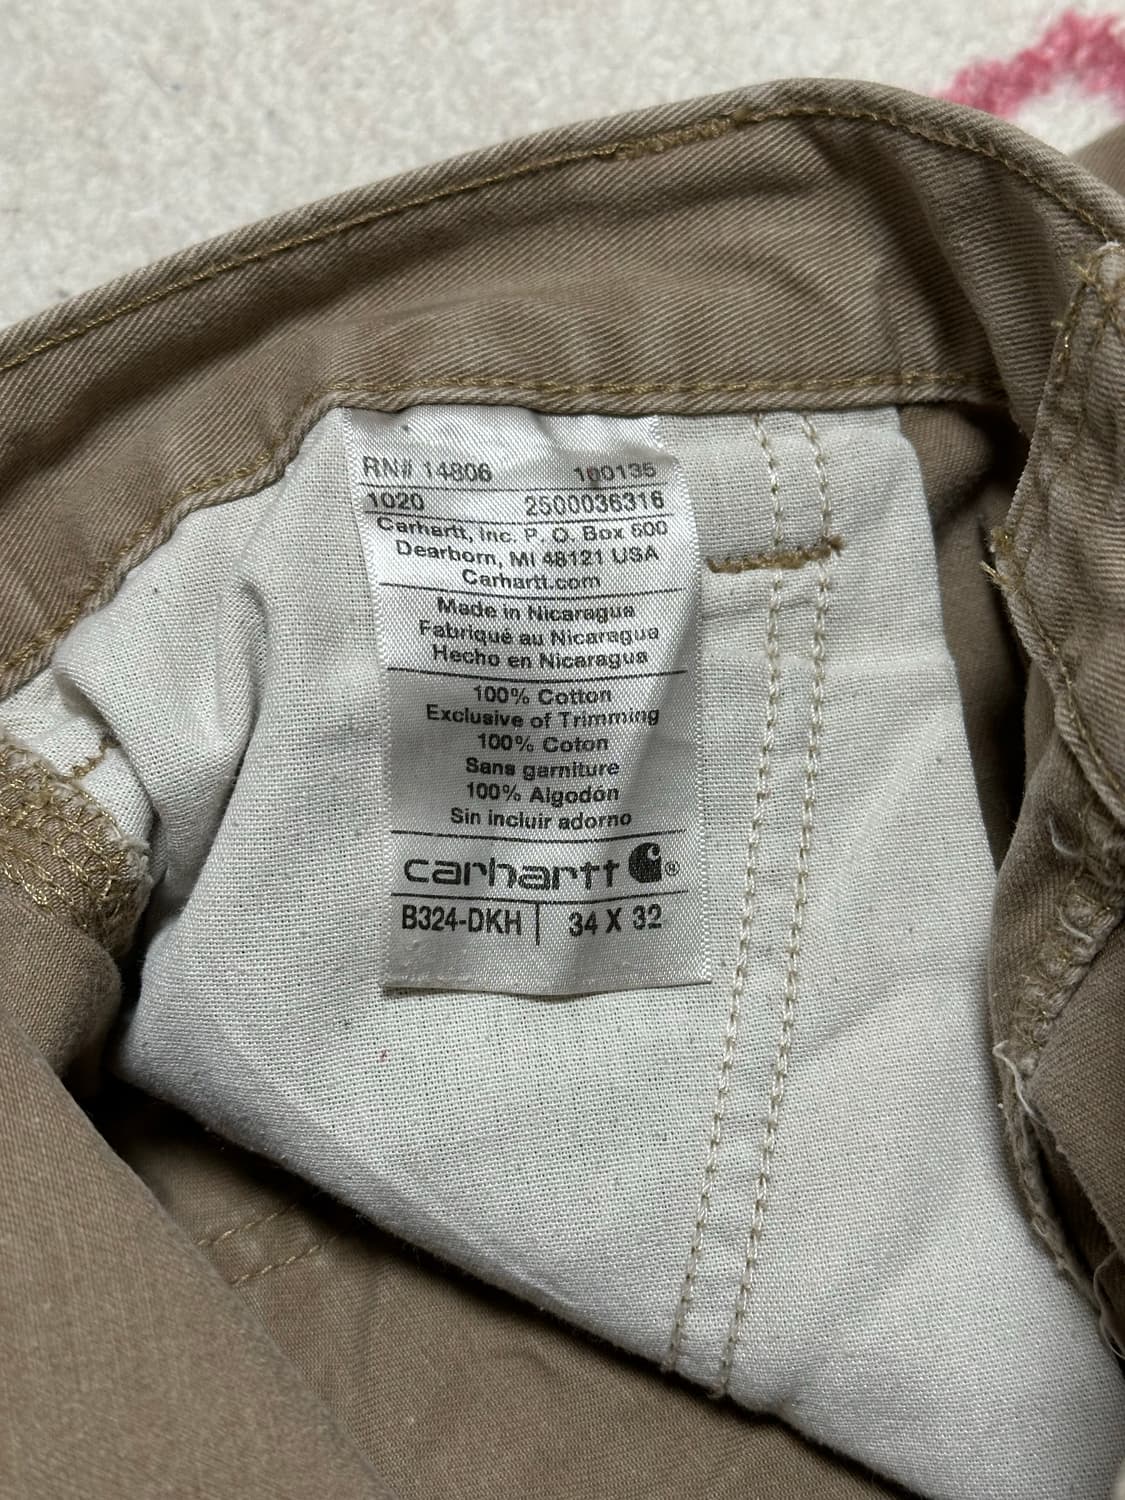 RN# 14806 100135
1020 2500036316
Carhartt, Inc. P. O. Box 600
Dearborn, MI 48121 USA
Carhartt.com
Made in Nicaragua
Fabriqué au Nicaragua
Hecho en Nicaragua
100% Cotton
Exclusive of Trimming
100% Coton
Sans garniture
100% Algodón
Sin incluir adorno
carhartt ®
B324-DKH | 34 X 32